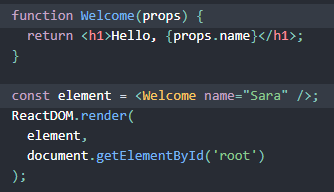 function Welcome(props) {
  return <h1>Hello, {props.name}</h1>;
}

const element = <Welcome name="Sara" />;
ReactDOM.render(
  element,
  document.getElementById('root')
);